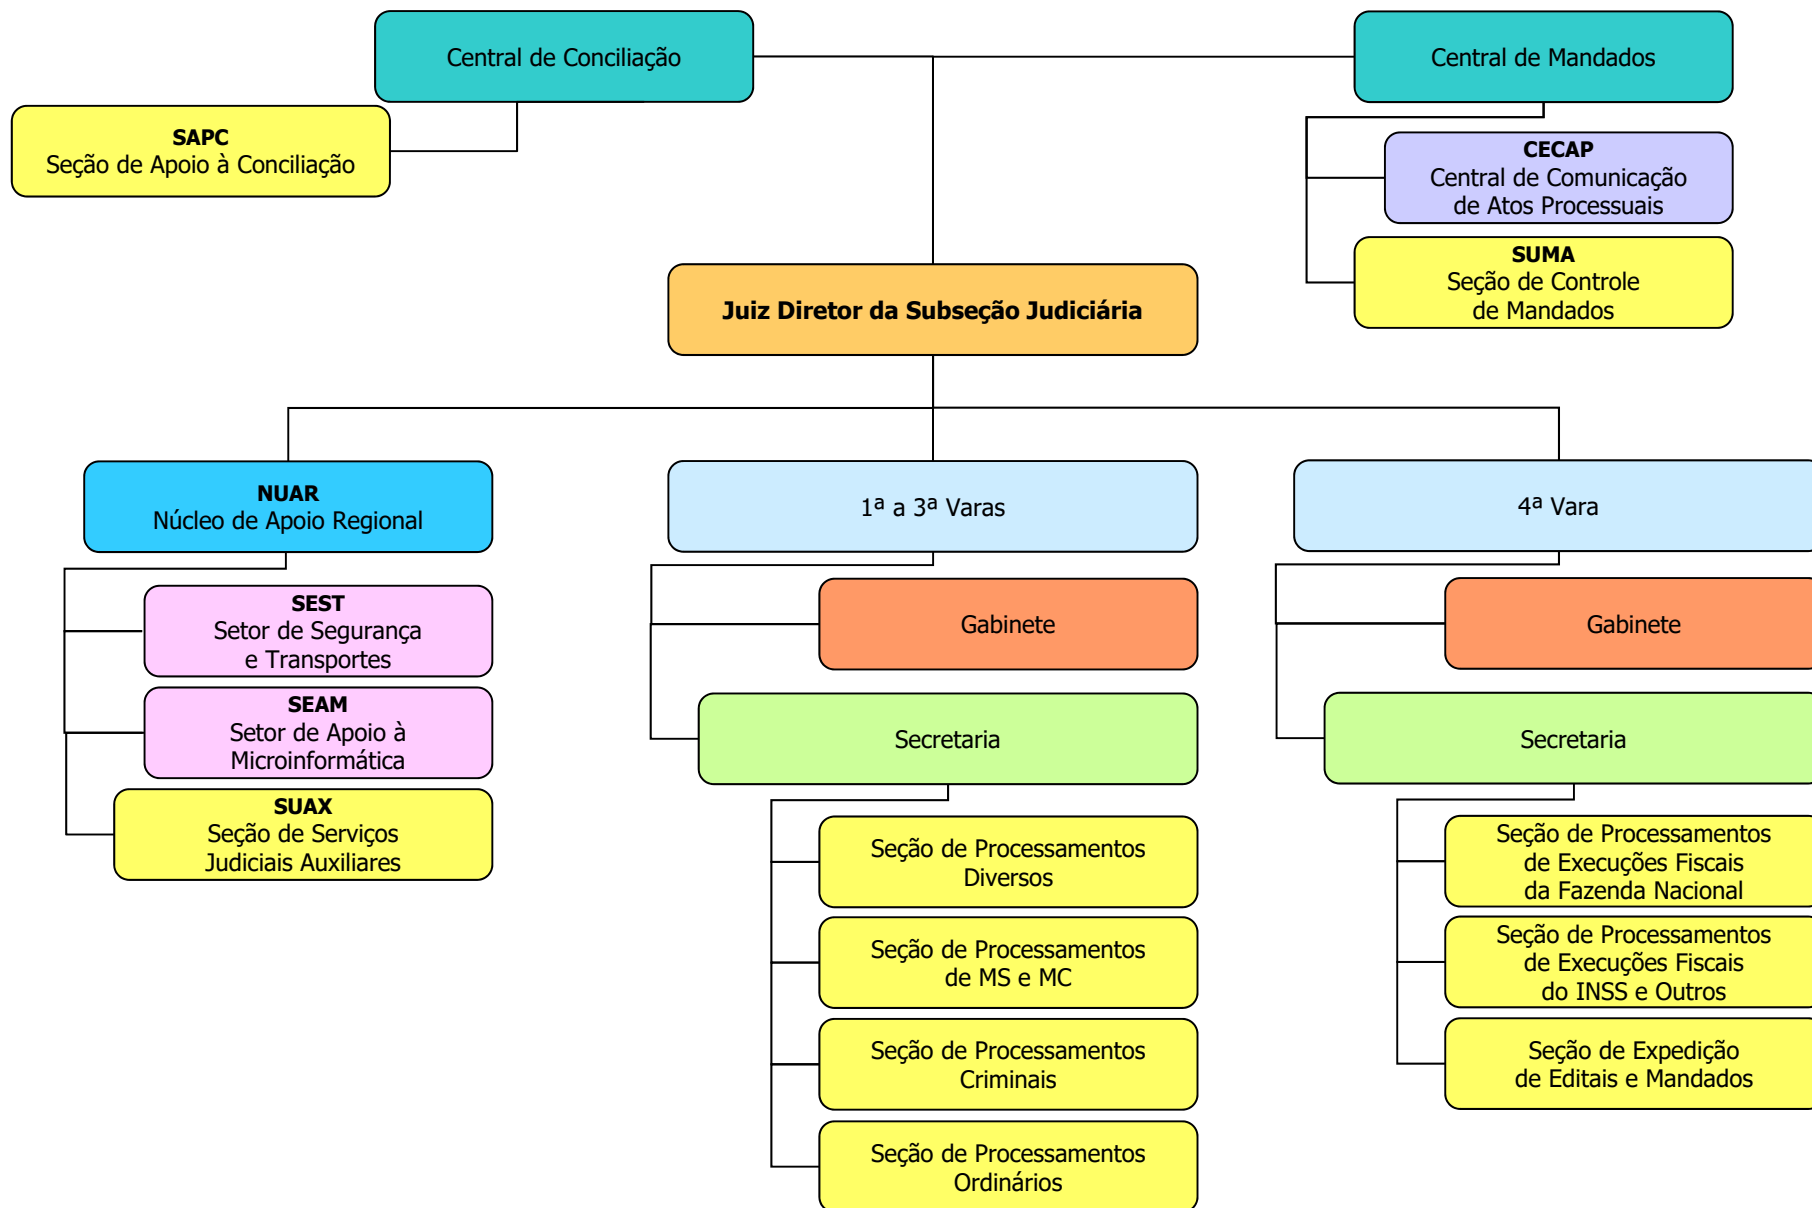 Central de Conciliação
Central de Mandados
SAPC
Seção de Apoio à Conciliação
CECAP
Central de Comunicação
de Atos Processuais
SUMA
Seção de Controle
de Mandados
Juiz Diretor da Subseção Judiciária
NUAR
Núcleo de Apoio Regional
SEST
Setor de Segurança
e Transportes
SEAM
Setor de Apoio à
Microinformática
SUAX
Seção de Serviços
Judiciais Auxiliares
1ª a 3ª Varas
Gabinete
Secretaria
Seção de Processamentos
Diversos
Seção de Processamentos
de MS e MC
Seção de Processamentos
Criminais
Seção de Processamentos
Ordinários
4ª Vara
Gabinete
Secretaria
Seção de Processamentos
de Execuções Fiscais
da Fazenda Nacional
Seção de Processamentos
de Execuções Fiscais
do INSS e Outros
Seção de Expedição
de Editais e Mandados